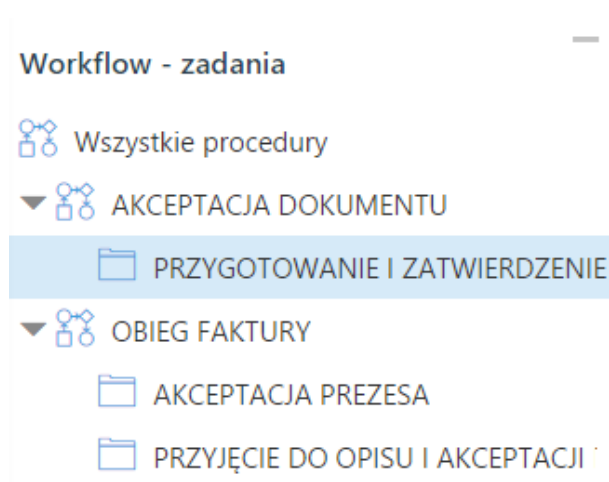 Workflow - zadania
Wszystkie procedury
AKCEPTACJA DOKUMENTU
PRZYGOTOWANIE I ZATWIERDZENIE
OBIEG FAKTURY
AKCEPTACJA PREZESA
PRZYJĘCIE DO OPISU I AKCEPTACJI